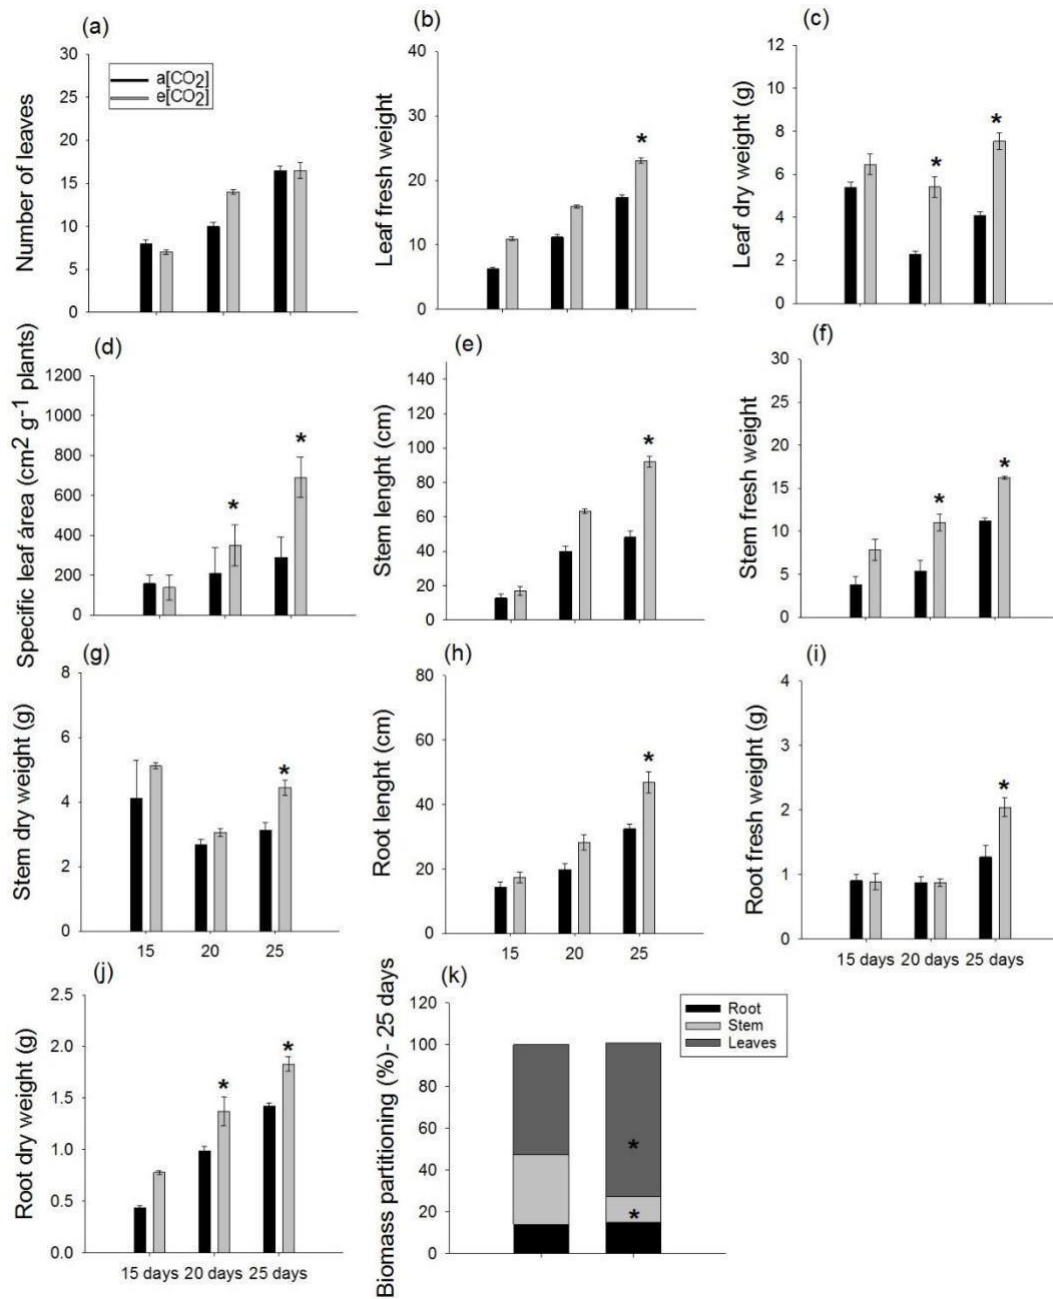 (a)
Number of leaves
30
25
20
15
10
5
0
a[CO2]
e[CO2]
(b)
Leaf fresh weight
40
30
20
10
0
*
(c)
Leaf dry weight (g)
12
10
8
6
4
2
0
*
*
(d)
Specific leaf área (cm2 g-1 plants)
1200
1000
800
600
400
200
0
*
*
(e)
Stem lenght (cm)
140
120
100
80
60
40
20
0
*
(f)
Stem fresh weight
30
25
20
15
10
5
0
*
*
(g)
Stem dry weight (g)
8
6
4
2
0
*
15 20 25
(h)
Root lenght (cm)
80
60
40
20
0
*
15 20 25
(i)
Root fresh weight (g)
4
3
2
1
0
*
15 days 20 days 25 days
(j)
Root dry weight (g)
2.5
2.0
1.5
1.0
0.5
0.0
*
*
15 days 20 days 25 days
(k)
Biomass partitioning (%)- 25 days
120
100
80
60
40
20
0
Root
Stem
Leaves
*
*